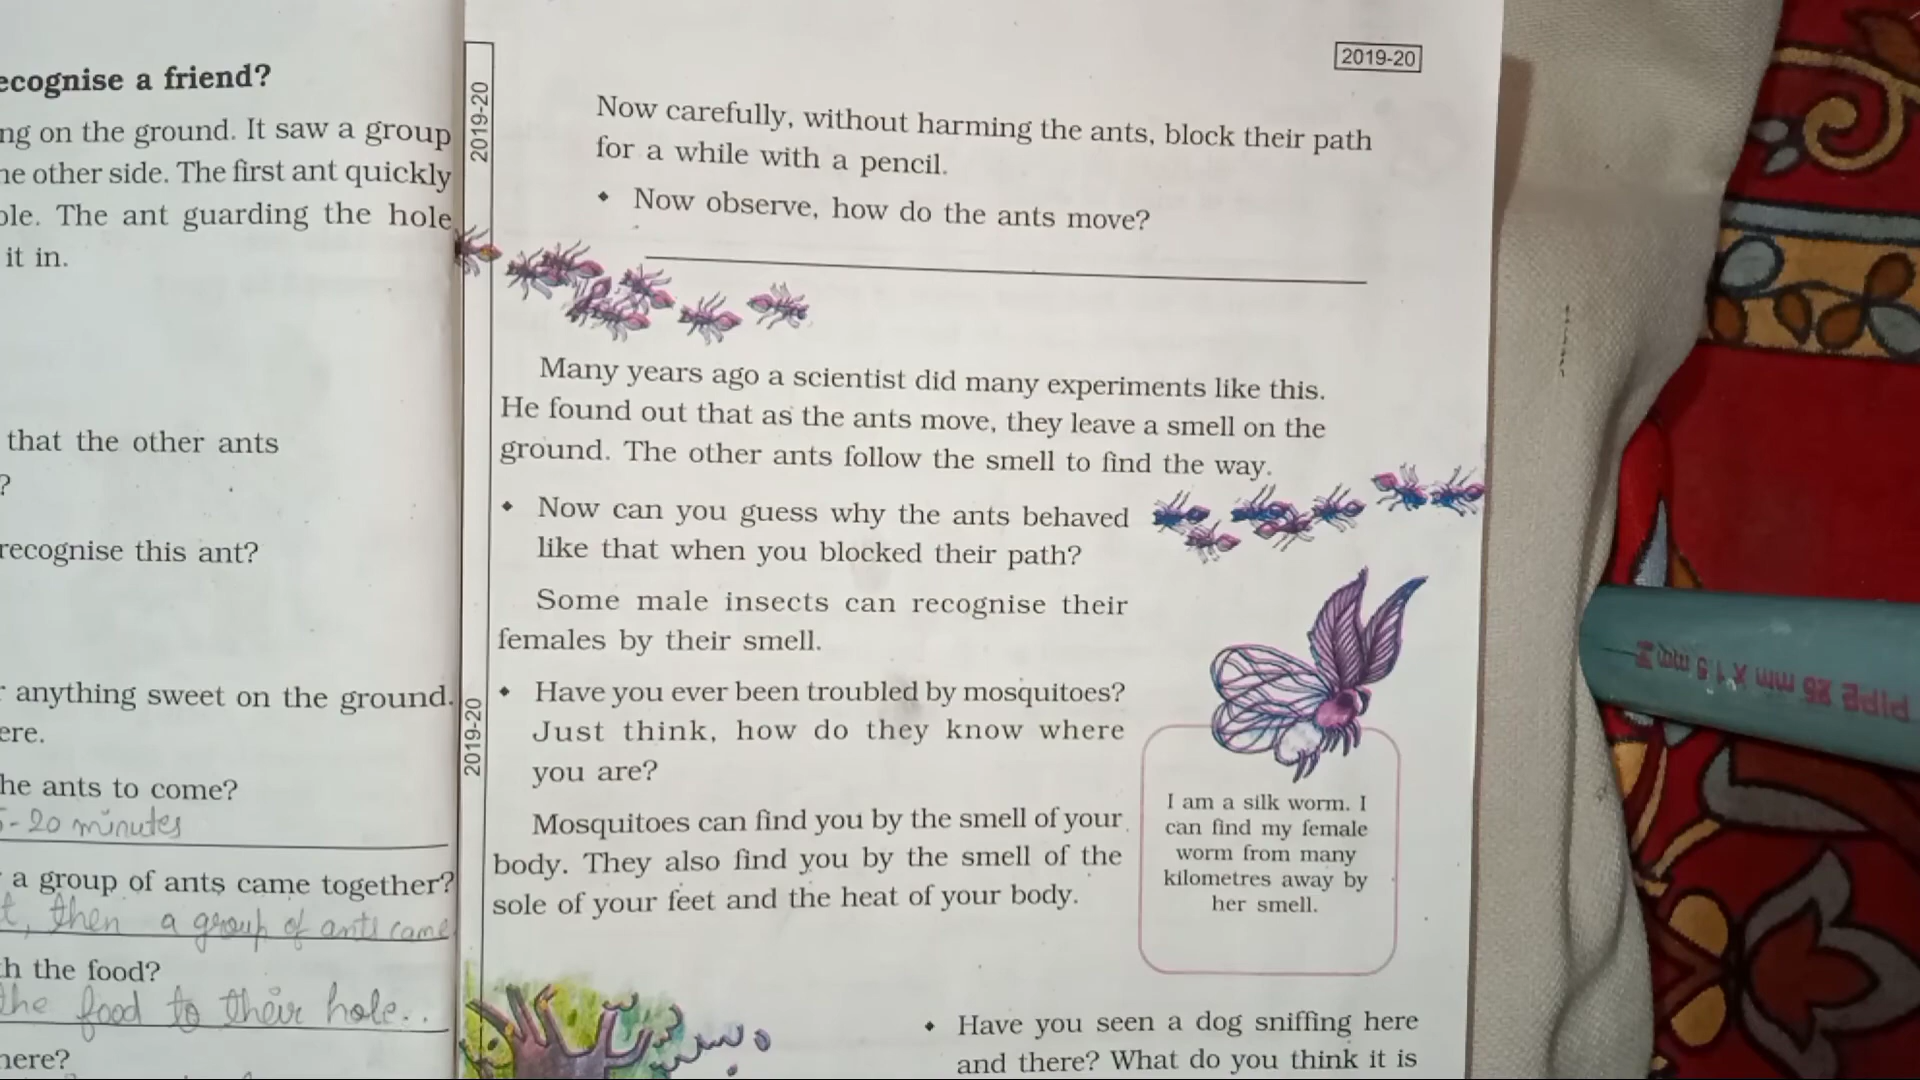 ecognise a friend?
ng on the ground. It saw a group
ne other side. The first ant quickly
ole. The ant guarding the hole
it in.
that the other ants
?
recognise this ant?
anything sweet on the ground.
ere.
he ants to come?
5-20 minutes
a group of ants came together?
t, then a group of ants came
h the food?
the food to their hole..
here?
2019-20
2019-20
2019-20
Now carefully, without harming the ants, block their path
for a while with a pencil.
• Now observe, how do the ants move?
Many years ago a scientist did many experiments like this.
He found out that as the ants move, they leave a smell on the
ground. The other ants follow the smell to find the way.
• Now can you guess why the ants behaved
like that when you blocked their path?
Some male insects can recognise their
females by their smell.
• Have you ever been troubled by mosquitoes?
Just think, how do they know where
you are?
Mosquitoes can find you by the smell of your
body. They also find you by the smell of the
sole of your feet and the heat of your body.
I am a silk worm. I
can find my female
worm from many
kilometres away by
her smell.
• Have you seen a dog sniffing here
and there? What do you think it is
PIPE 25 mm X 1.5 mm